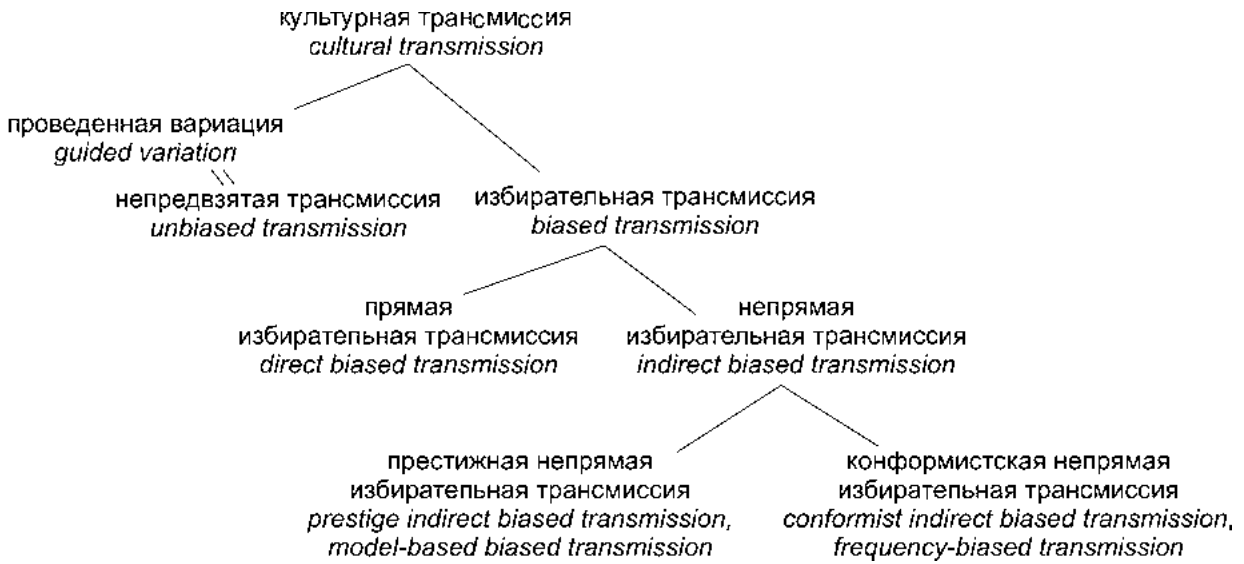 культурная трансмиссия
cultural transmission
проведенная вариация
guided variation
непредвзятая трансмиссия
unbiased transmission
избирательная трансмиссия
biased transmission
прямая
избирательная трансмиссия
direct biased transmission
непрямая
избирательная трансмиссия
indirect biased transmission
престижная непрямая
избирательная трансмиссия
prestige indirect biased transmission,
model-based biased transmission
конформистская непрямая
избирательная трансмиссия
conformist indirect biased transmission,
frequency-biased transmission